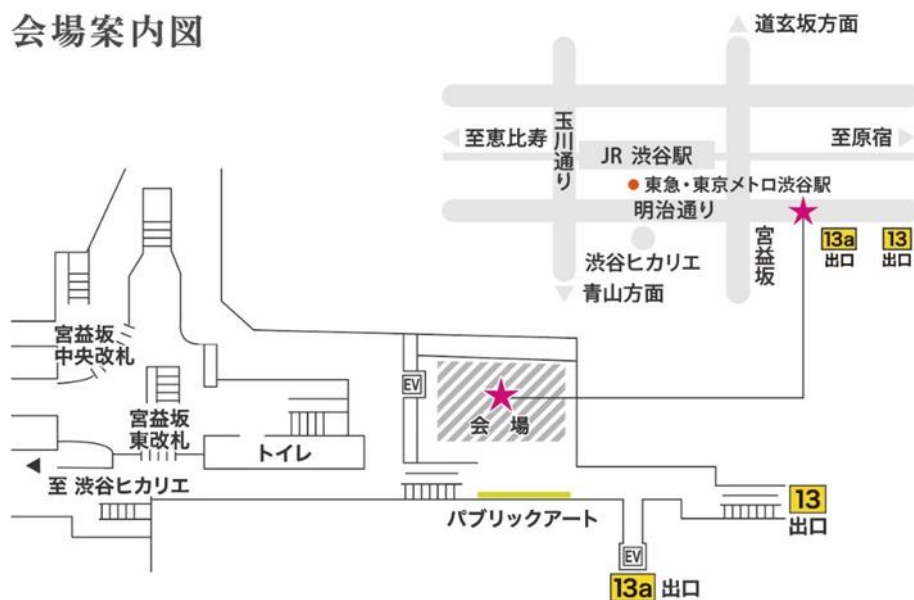 会場案内図
道玄坂方面
至恵比寿
玉川通り
JR 渋谷駅
至原宿
東急・東京メトロ渋谷駅
明治通り
宮益坂
13a
出口
13
出口
渋谷ヒカリエ
青山方面
宮益坂
中央改札
EV
会 場
宮益坂
東改札
トイレ
至 渋谷ヒカリエ
パブリックアート
13
出口
EV
13a 出口